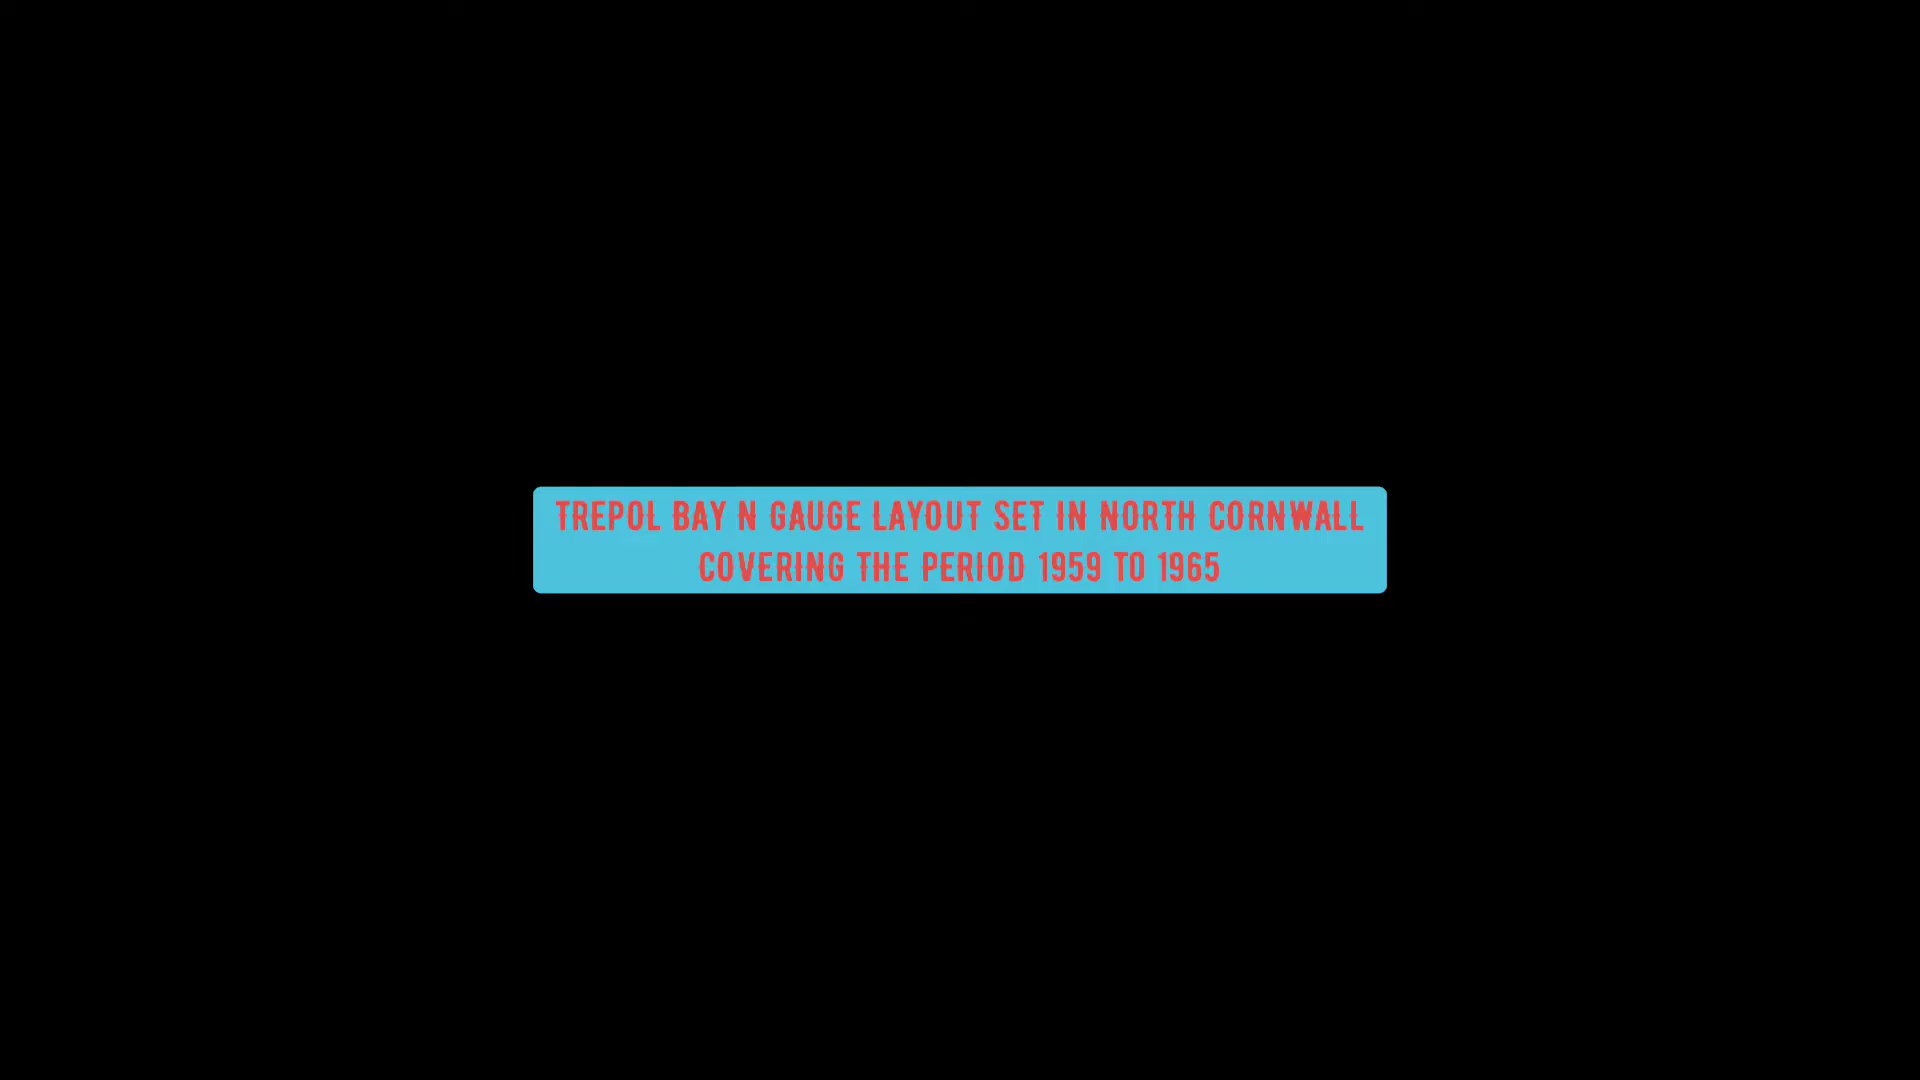 TREPOL BAY N GAUGE LAYOUT SET IN NORTH CORNWALL
COVERING THE PERIOD 1959 TO 1965